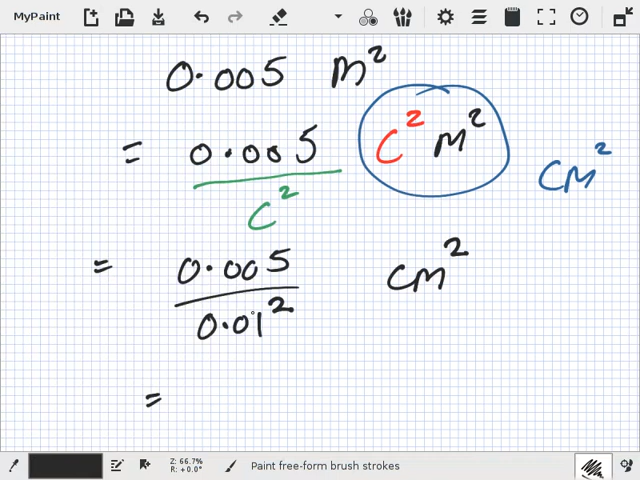 MyPaint
0.005 m²
= 0.005 C² M² CM²
C²
= 0.005 CM²
0.01²
=
Z: 66.7%
R: +0.0°
Paint free-form brush strokes